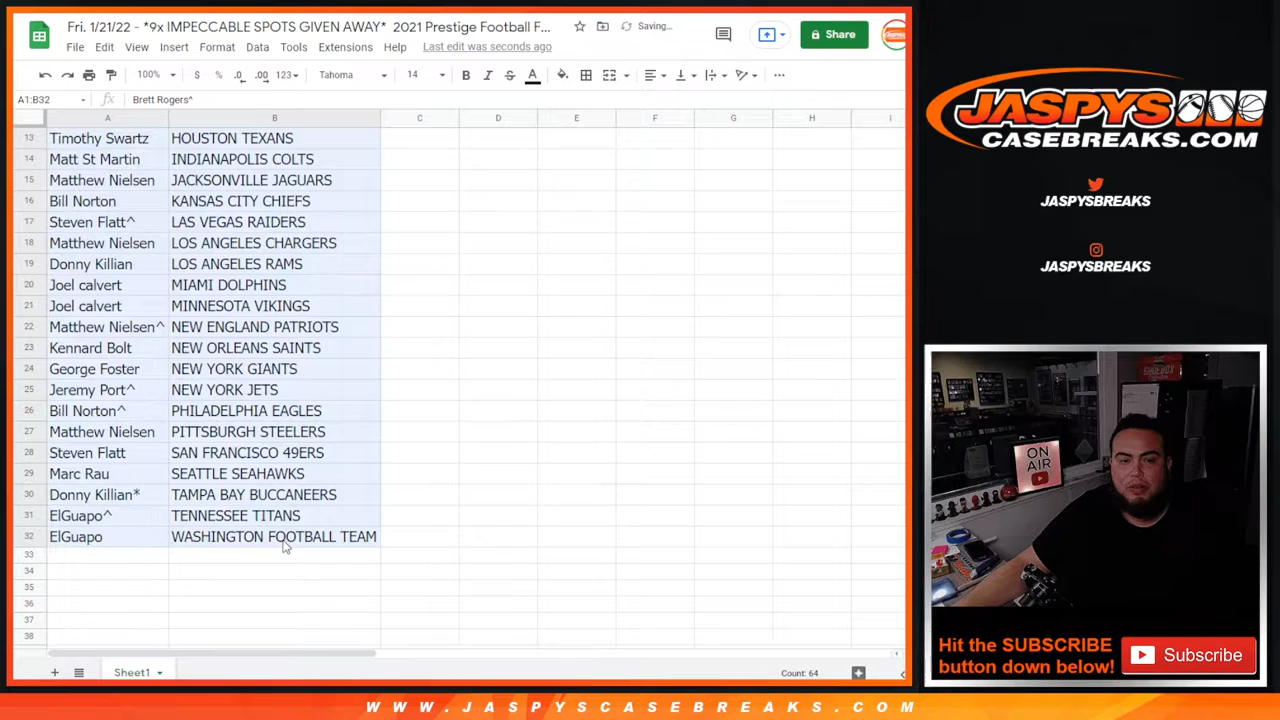 Fri. 1/21/22 - *9x IMPECCABLE SPOTS GIVEN AWAY* 2021 Prestige Football F...
Saving...
Share
File Edit View Insert Format Data Tools Extensions Help Last edit was seconds ago
100% $ % .0 .00 123 Tahoma 14 B I S A
A1:B32 fx Brett Rogers^
A B C D E F G H I
13 Timothy Swartz HOUSTON TEXANS
14 Matt St Martin INDIANAPOLIS COLTS
15 Matthew Nielsen JACKSONVILLE JAGUARS
16 Bill Norton KANSAS CITY CHIEFS
17 Steven Flatt^ LAS VEGAS RAIDERS
18 Matthew Nielsen LOS ANGELES CHARGERS
19 Donny Killian LOS ANGELES RAMS
20 Joel calvert MIAMI DOLPHINS
21 Joel calvert MINNESOTA VIKINGS
22 Matthew Nielsen^ NEW ENGLAND PATRIOTS
23 Kennard Bolt NEW ORLEANS SAINTS
24 George Foster NEW YORK GIANTS
25 Jeremy Port^ NEW YORK JETS
26 Bill Norton^ PHILADELPHIA EAGLES
27 Matthew Nielsen PITTSBURGH STEELERS
28 Steven Flatt SAN FRANCISCO 49ERS
29 Marc Rau SEATTLE SEAHAWKS
30 Donny Killian* TAMPA BAY BUCCANEERS
31 ElGuapo^ TENNESSEE TITANS
32 ElGuapo WASHINGTON FOOTBALL TEAM
33
34
35
36
37
38
Sheet1
Count: 64
JASPYS
CASEBREAKS.COM
JASPYSBREAKS
JASPYSBREAKS
ON
AIR
Hit the SUBSCRIBE
button down below!
Subscribe
WWW.JASPYSCASEBREAKS.COM